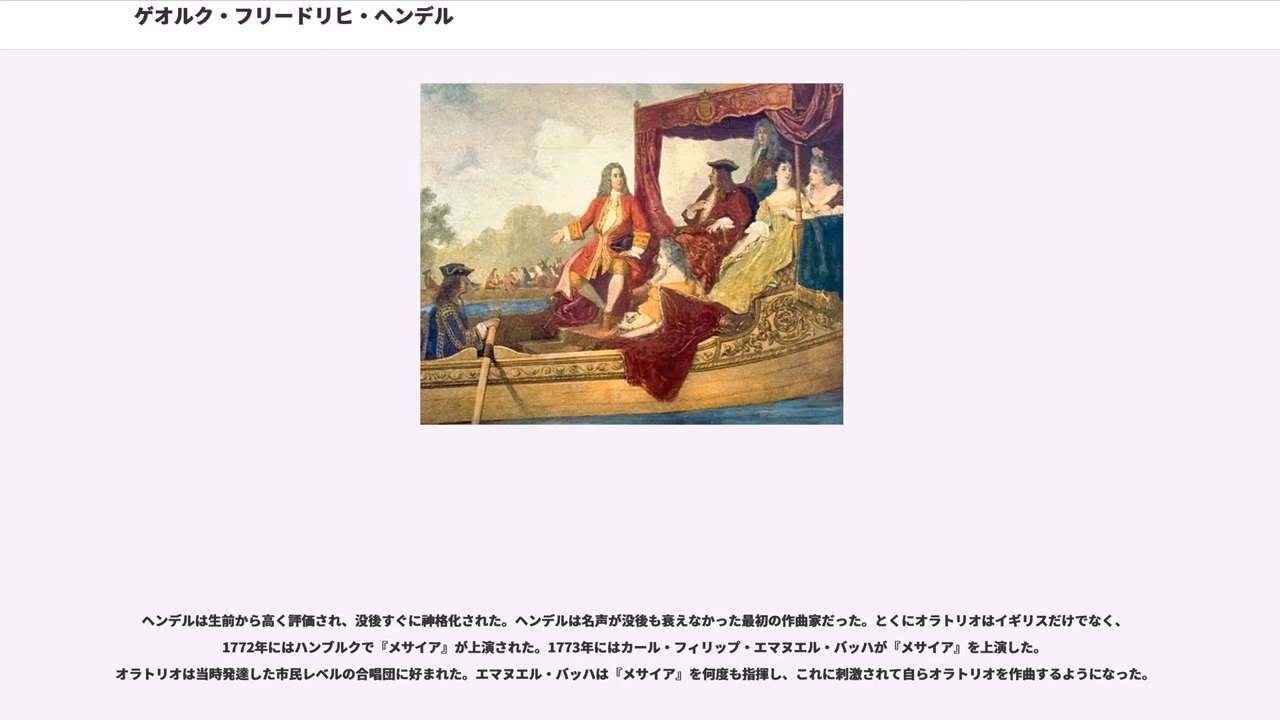 ゲオルク・フリードリヒ・ヘンデル
ヘンデルは生前から高く評価され、没後すぐに神格化された。ヘンデルは名声が没後も衰えなかった最初の作曲家だった。とくにオラトリオはイギリスだけでなく、
1772年にはハンブルクで『メサイア』が上演された。1773年にはカール・フィリップ・エマヌエル・バッハが『メサイア』を上演した。
オラトリオは当時発達した市民レベルの合唱団に好まれた。エマヌエル・バッハは『メサイア』を何度も指揮し、これに刺激されて自らオラトリオを作曲するようになった。